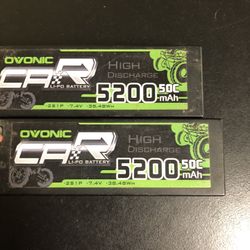 OVONIC
CAR
LI-PO BATTERY
HIGH
DISCHARGE
5200 50C
mAh
-2S1P -7.4V -38.48WH
OVONIC
CAR
LI-PO BATTERY
HIGH
DISCHARGE
5200 50C
mAh
-2S1P -7.4V -38.48WH